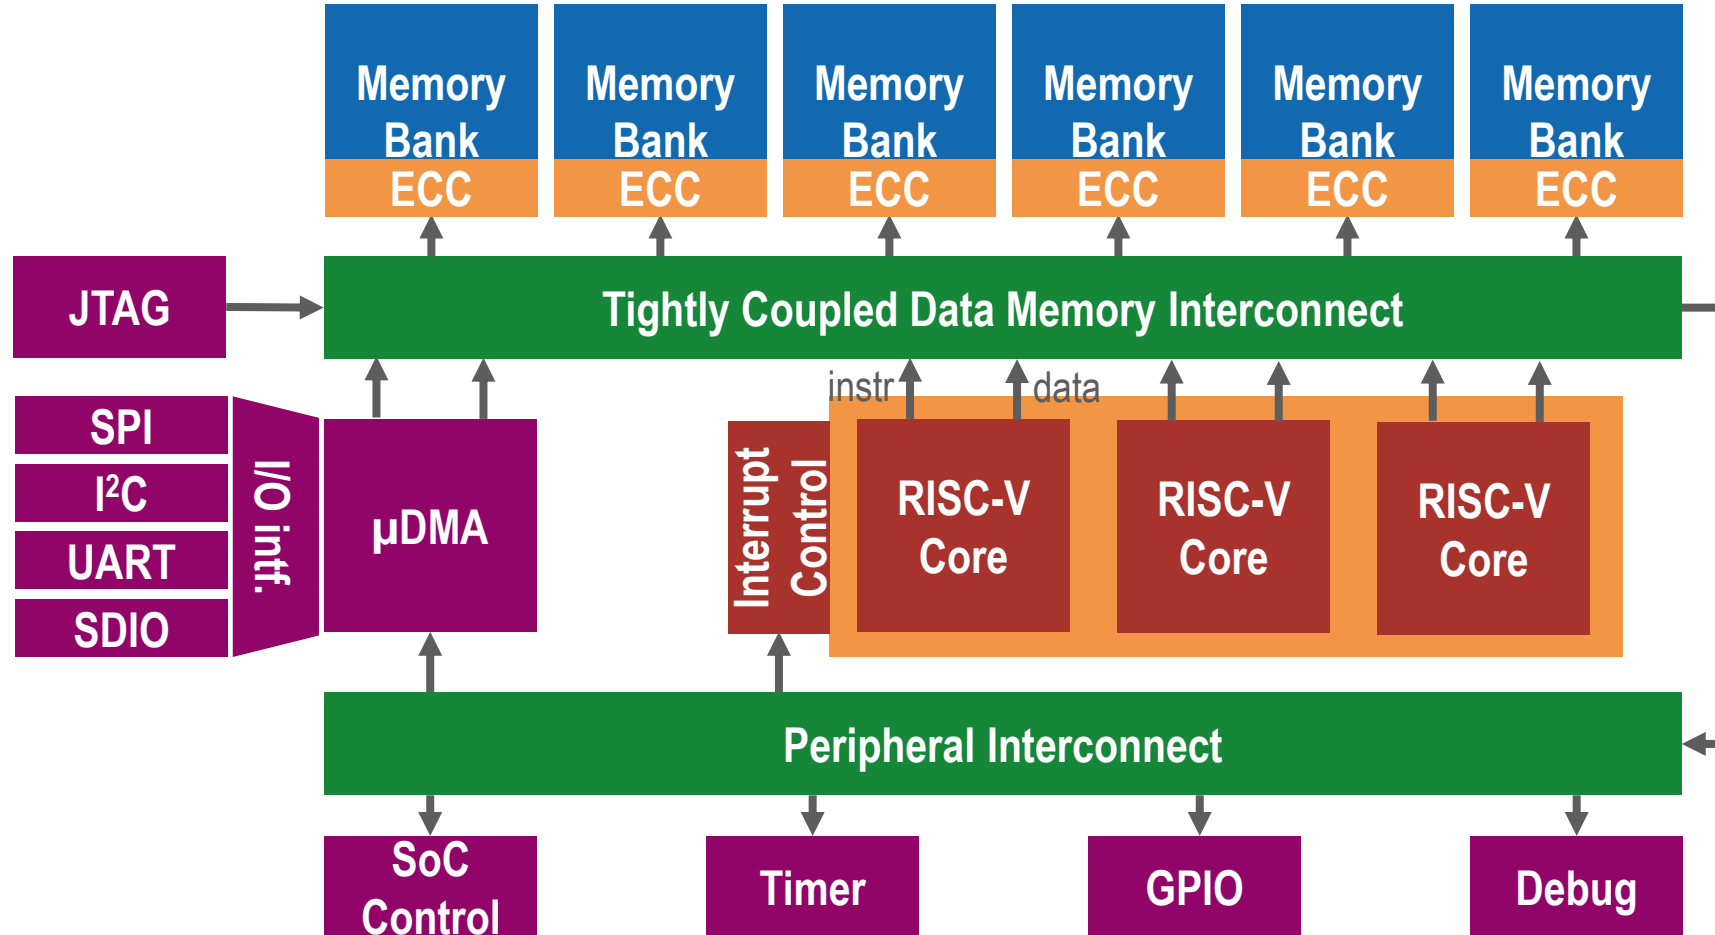 Memory
Bank
ECC
Memory
Bank
ECC
Memory
Bank
ECC
Memory
Bank
ECC
Memory
Bank
ECC
Memory
Bank
ECC
JTAG
Tightly Coupled Data Memory Interconnect
instr
data
SPI
I²C
UART
SDIO
I/O intf.
µDMA
Interrupt
Control
RISC-V
Core
RISC-V
Core
RISC-V
Core
Peripheral Interconnect
SoC
Control
Timer
GPIO
Debug